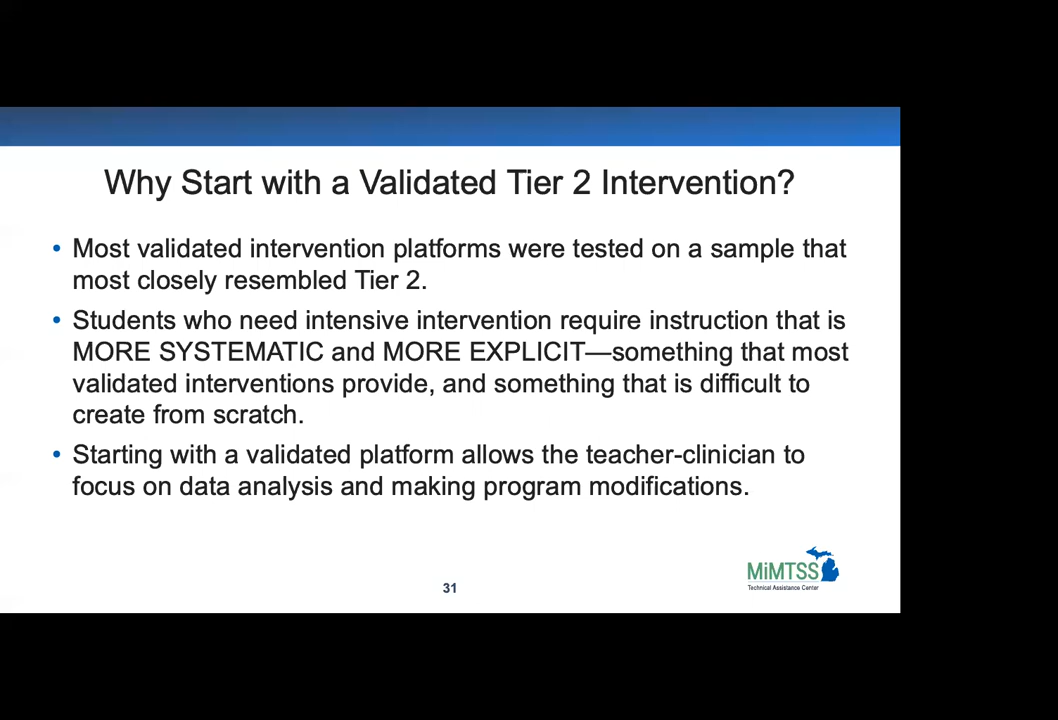 Why Start with a Validated Tier 2 Intervention?
• Most validated intervention platforms were tested on a sample that
most closely resembled Tier 2.
• Students who need intensive intervention require instruction that is
MORE SYSTEMATIC and MORE EXPLICIT—something that most
validated interventions provide, and something that is difficult to
create from scratch.
• Starting with a validated platform allows the teacher-clinician to
focus on data analysis and making program modifications.
31
MiMTSS
Technical Assistance Center